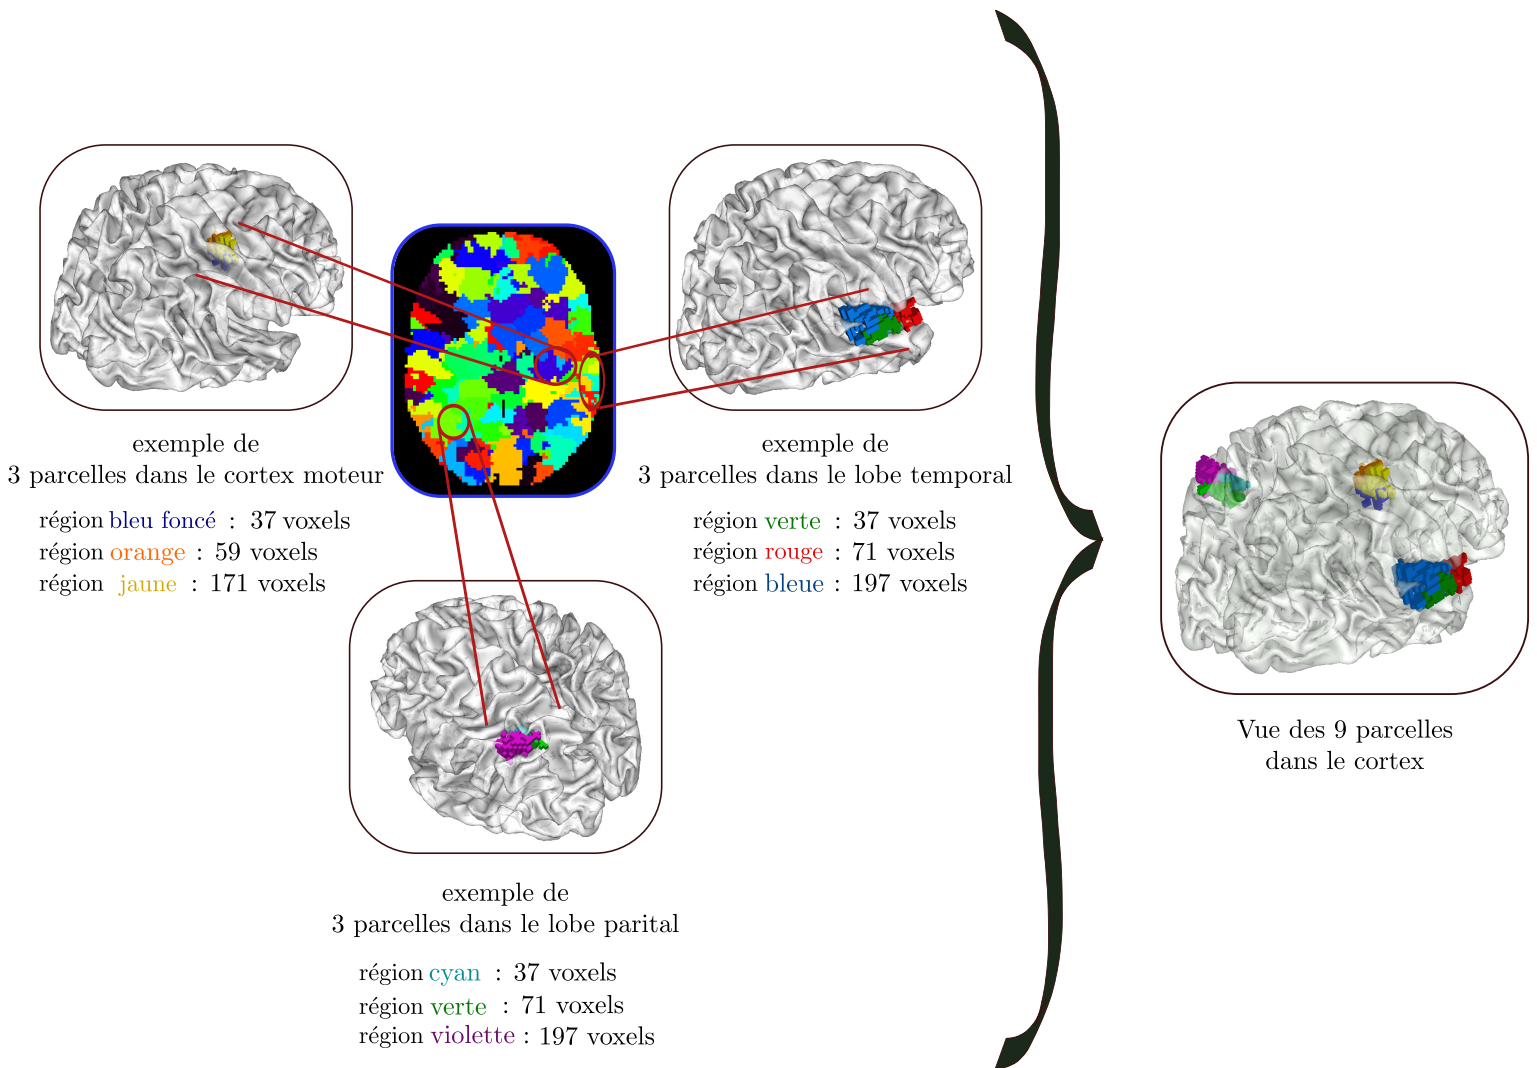 exemple de
3 parcelles dans le cortex moteur
région bleu foncé : 37 voxels
région orange : 59 voxels
région jaune : 171 voxels
exemple de
3 parcelles dans le lobe temporal
région verte : 37 voxels
région rouge : 71 voxels
région bleue : 197 voxels
exemple de
3 parcelles dans le lobe parital
région cyan : 37 voxels
région verte : 71 voxels
région violette : 197 voxels
Vue des 9 parcelles
dans le cortex